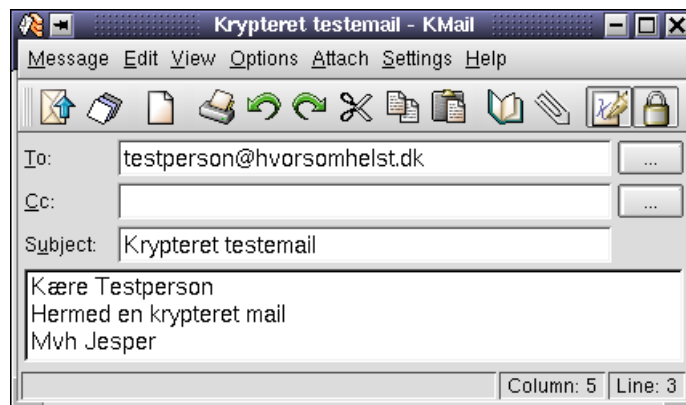 Krypteret testemail - KMail
Message Edit View Options Attach Settings Help
To: testperson@hvorsomhelst.dk ...
Cc: ...
Subject: Krypteret testemail
Kære Testperson
Hermed en krypteret mail
Mvh Jesper
Column: 5 Line: 3